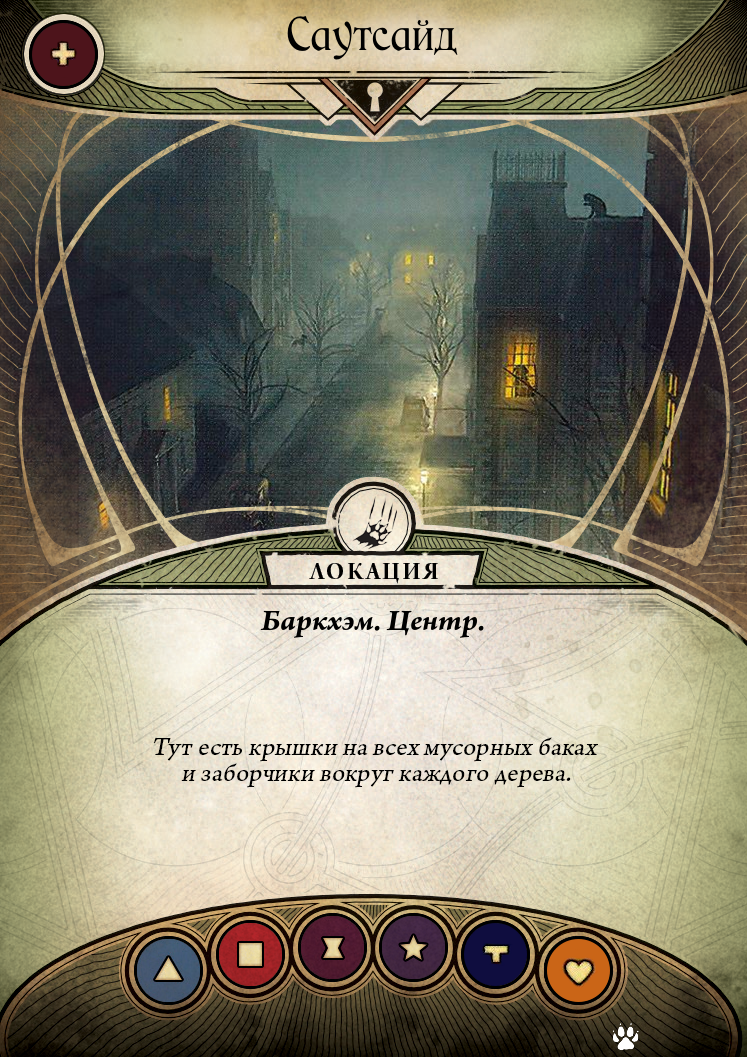 Саутсайд
ЛОКАЦИЯ
Баркхэм. Центр.
Тут есть крышки на всех мусорных баках
и заборчики вокруг каждого дерева.